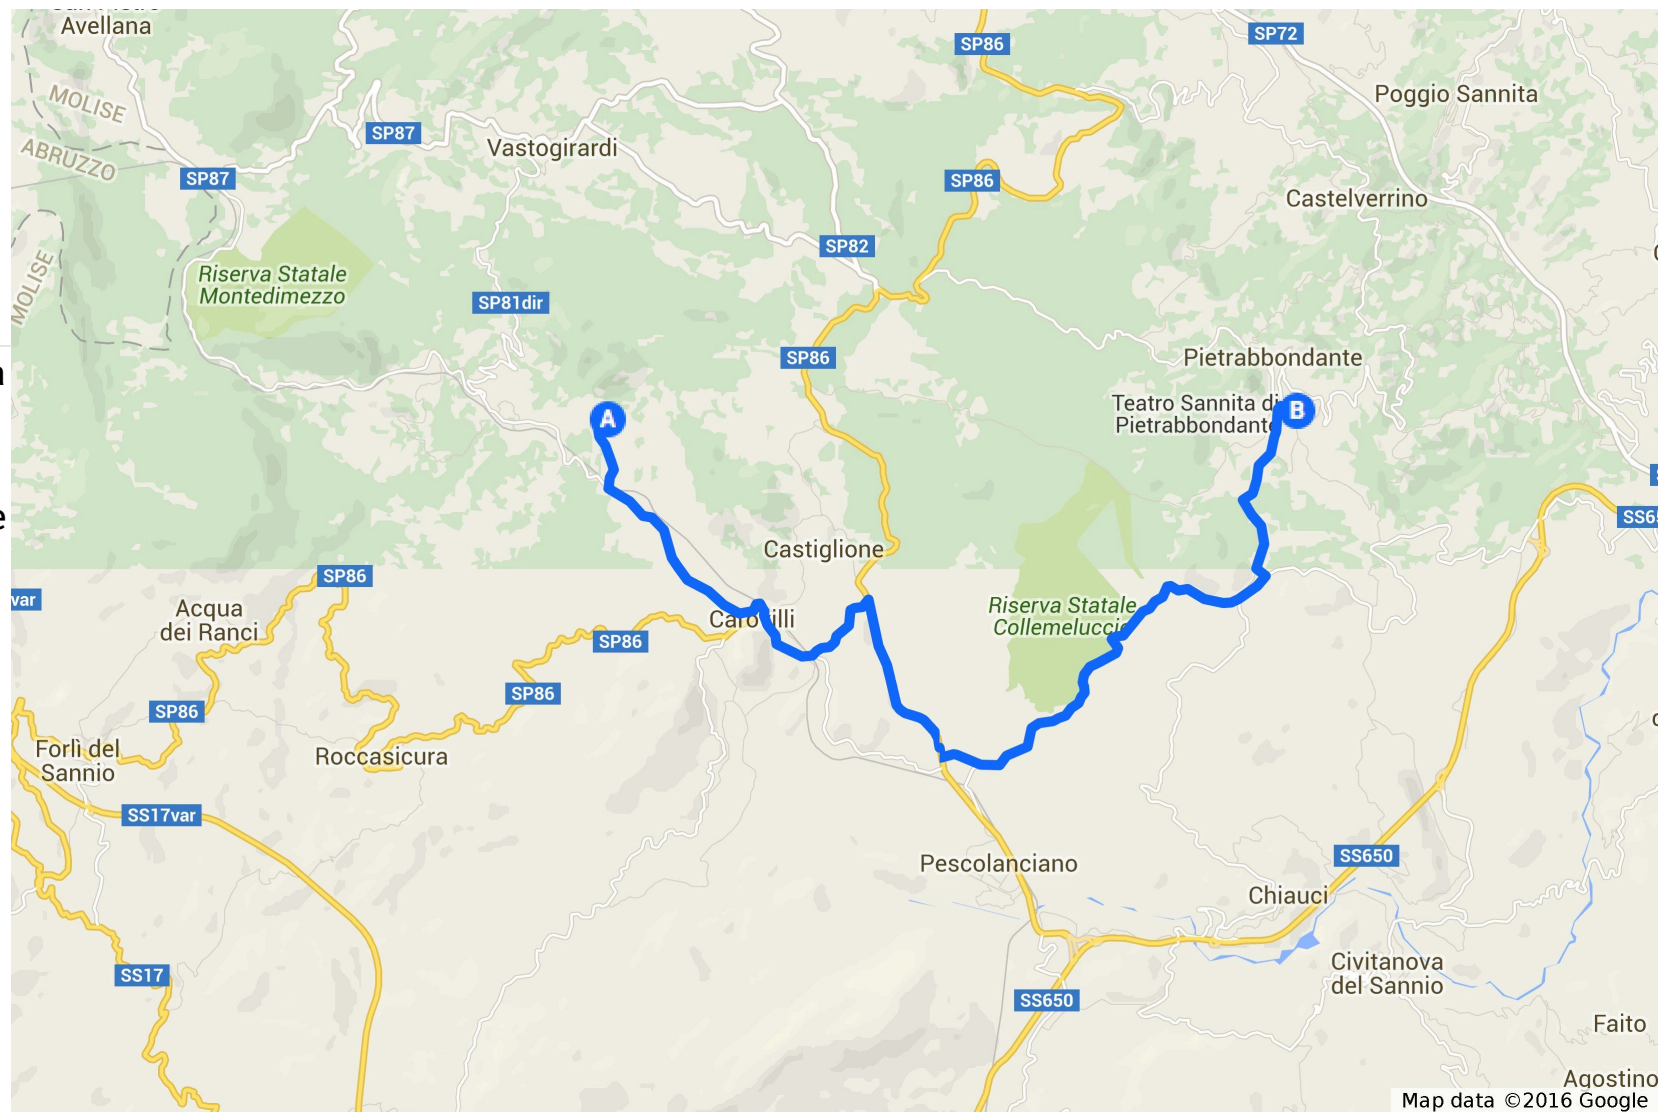 Avellana
SP86
SP72
MOLISE
Poggio Sannita
SP87
ABRUZZO
Vastogirardi
SP87
SP86
Castelverrino
SP82
MOLISE
Riserva Statale
Montedimezzo
SP81dir
SP86
Pietrabbondante
A
Teatro Sannita di
Pietrabbondante
B
Castiglione
SP86
var
Acqua
dei Ranci
Riserva Statale
Collemeluccio
Carovilli
SP86
SP86
SP86
Forlì del
Sannio
Roccasicura
SS17var
Pescolanciano
SS650
Chiauci
SS17
Civitanova
del Sannio
SS650
Faito
Agostino
Map data ©2016 Google